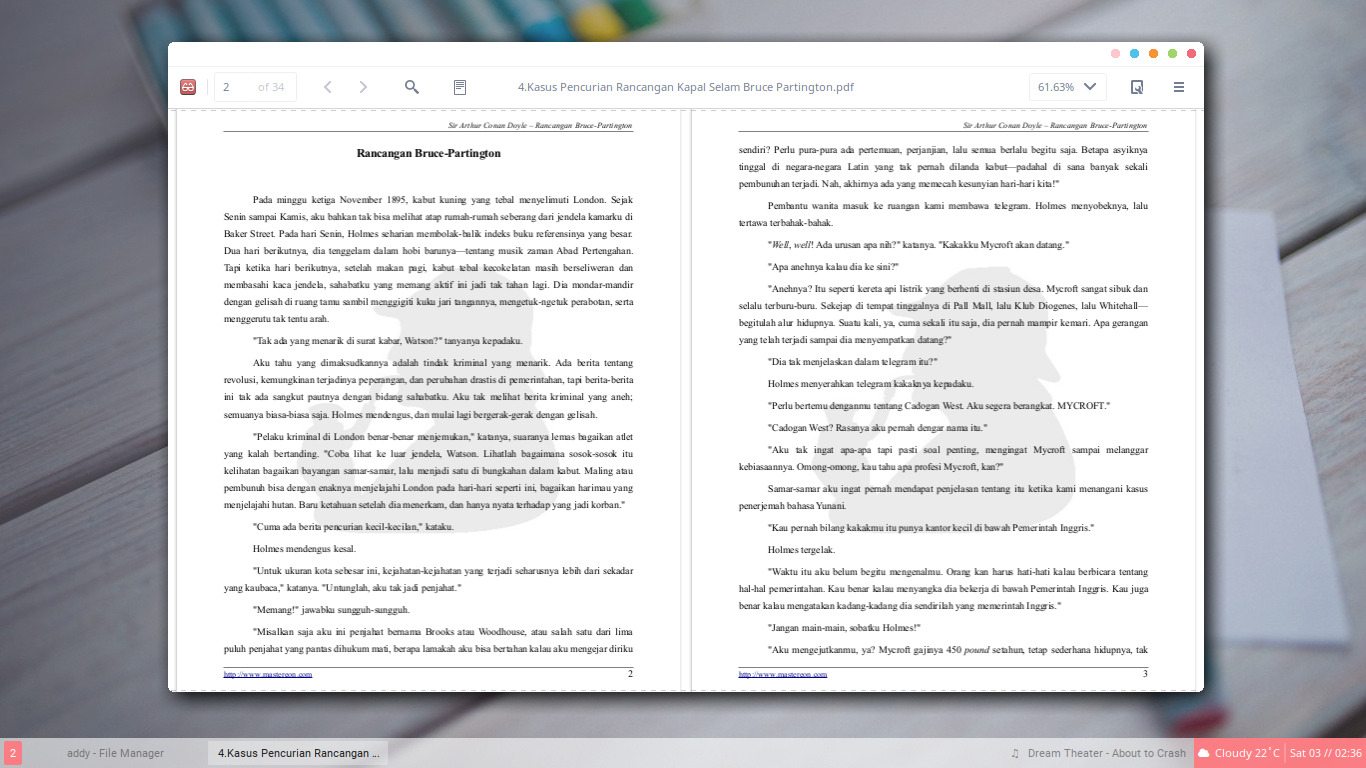 2 of 34
4.Kasus Pencurian Rancangan Kapal Selam Bruce Partington.pdf
61.63%
Sir Arthur Conan Doyle – Rancangan Bruce-Partington
Rancangan Bruce-Partington
Pada minggu ketiga November 1895, kabut kuning yang tebal menyelimuti London. Sejak
Senin sampai Kamis, aku bahkan tak bisa melihat atap rumah-rumah seberang dari jendela kamarku di
Baker Street. Pada hari Senin, Holmes seharian membolak-balik indeks buku referensinya yang besar.
Dua hari berikutnya, dia tenggelam dalam hobi barunya—tentang musik zaman Abad Pertengahan.
Tapi ketika hari berikutnya, setelah makan pagi, kabut tebal kecokelatan masih berseliweran dan
membasahi kaca jendela, sahabatku yang memang aktif ini jadi tak tahan lagi. Dia mondar-mandir
dengan gelisah di ruang tamu sambil menggigiti kuku jari tangannya, mengetuk-ngetuk perabotan, serta
menggerutu tak tentu arah.
"Tak ada yang menarik di surat kabar, Watson?" tanyanya kepadaku.
Aku tahu yang dimaksudkannya adalah tindak kriminal yang menarik. Ada berita tentang
revolusi, kemungkinan terjadinya peperangan, dan perubahan drastis di pemerintahan, tapi berita-berita
ini tak ada sangkut pautnya dengan bidang sahabatku. Aku tak melihat berita kriminal yang aneh;
semuanya biasa-biasa saja. Holmes mendengus, dan mulai lagi bergerak-gerak dengan gelisah.
"Pelaku kriminal di London benar-benar menjemukan," katanya, suaranya lemas bagaikan atlet
yang kalah bertanding. "Coba lihat ke luar jendela, Watson. Lihatlah bagaimana sosok-sosok itu
kelihatan bagaikan bayangan samar-samar, lalu menjadi satu di bungkahan dalam kabut. Maling atau
pembunuh bisa dengan enaknya menjelajahi London pada hari-hari seperti ini, bagaikan harimau yang
menjelajahi hutan. Baru ketahuan setelah dia menerkam, dan hanya nyata terhadap yang jadi korban."
"Cuma ada berita pencurian kecil-kecilan," kataku.
Holmes mendengus kesal.
"Untuk ukuran kota sebesar ini, kejahatan-kejahatan yang terjadi seharusnya lebih dari sekadar
yang kaubaca," katanya. "Untunglah, aku tak jadi penjahat."
"Memang!" jawabku sungguh-sungguh.
"Misalkan saja aku ini penjahat bernama Brooks atau Woodhouse, atau salah satu dari lima
puluh penjahat yang pantas dihukum mati, berapa lamakah aku bisa bertahan kalau aku mengejar diriku
http://www.mastereon.com
2
Sir Arthur Conan Doyle – Rancangan Bruce-Partington
sendiri? Perlu pura-pura ada pertemuan, perjanjian, lalu semua berlalu begitu saja. Betapa asyiknya
tinggal di negara-negara Latin yang tak pernah dilanda kabut—padahal di sana banyak sekali
pembunuhan terjadi. Nah, akhirnya ada yang memecah kesunyian hari-hari kita!"
Pembantu wanita masuk ke ruangan kami membawa telegram. Holmes menyobeknya, lalu
tertawa terbahak-bahak.
"Well, well! Ada urusan apa nih?" katanya. "Kakakku Mycroft akan datang."
"Apa anehnya kalau dia ke sini?"
"Anehnya? Itu seperti kereta api listrik yang berhenti di stasiun desa. Mycroft sangat sibuk dan
selalu terburu-buru. Sekejap di tempat tinggalnya di Pall Mall, lalu Klub Diogenes, lalu Whitehall—
begitulah alur hidupnya. Suatu kali, ya, cuma sekali itu saja, dia pernah mampir kemari. Apa gerangan
yang telah terjadi sampai dia menyempatkan datang?"
"Dia tak menjelaskan dalam telegram itu?"
Holmes menyerahkan telegram kakaknya kepadaku.
"Perlu bertemu denganmu tentang Cadogan West. Aku segera berangkat. MYCROFT."
"Cadogan West? Rasanya aku pernah dengar nama itu."
"Aku tak ingat apa-apa tapi pasti soal penting, mengingat Mycroft sampai melanggar
kebiasaannya. Omong-omong, kau tahu apa profesi Mycroft, kan?"
Samar-samar aku ingat pernah mendapat penjelasan tentang itu ketika kami menangani kasus
penerjemah bahasa Yunani.
"Kau pernah bilang kakakmu itu punya kantor kecil di bawah Pemerintah Inggris."
Holmes tergelak.
"Waktu itu aku belum begitu mengenalmu. Orang kan harus hati-hati kalau berbicara tentang
hal-hal pemerintahan. Kau benar kalau menyangka dia bekerja di bawah Pemerintah Inggris. Kau juga
benar kalau mengatakan kadang-kadang dia sendirilah yang memerintah Inggris."
"Jangan main-main, sobatku Holmes!"
"Aku mengejutkanmu, ya? Mycroft gajinya 450 pound setahun, tetap sederhana hidupnya, tak
http://www.mastereon.com
3
2
addy - File Manager
4.Kasus Pencurian Rancangan ...
Dream Theater - About to Crash
Cloudy 22˚C
Sat 03 // 02:36